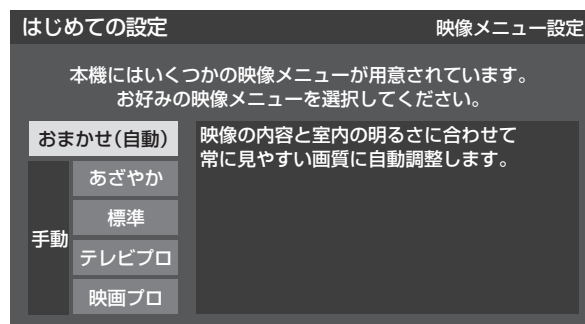 はじめての設定
映像メニュー設定
本機にはいくつかの映像メニューが用意されています。
お好みの映像メニューを選択してください。
おまかせ(自動)
映像の内容と室内の明るさに合わせて
常に見やすい画質に自動調整します。
手動
あざやか
標準
テレビプロ
映画プロ